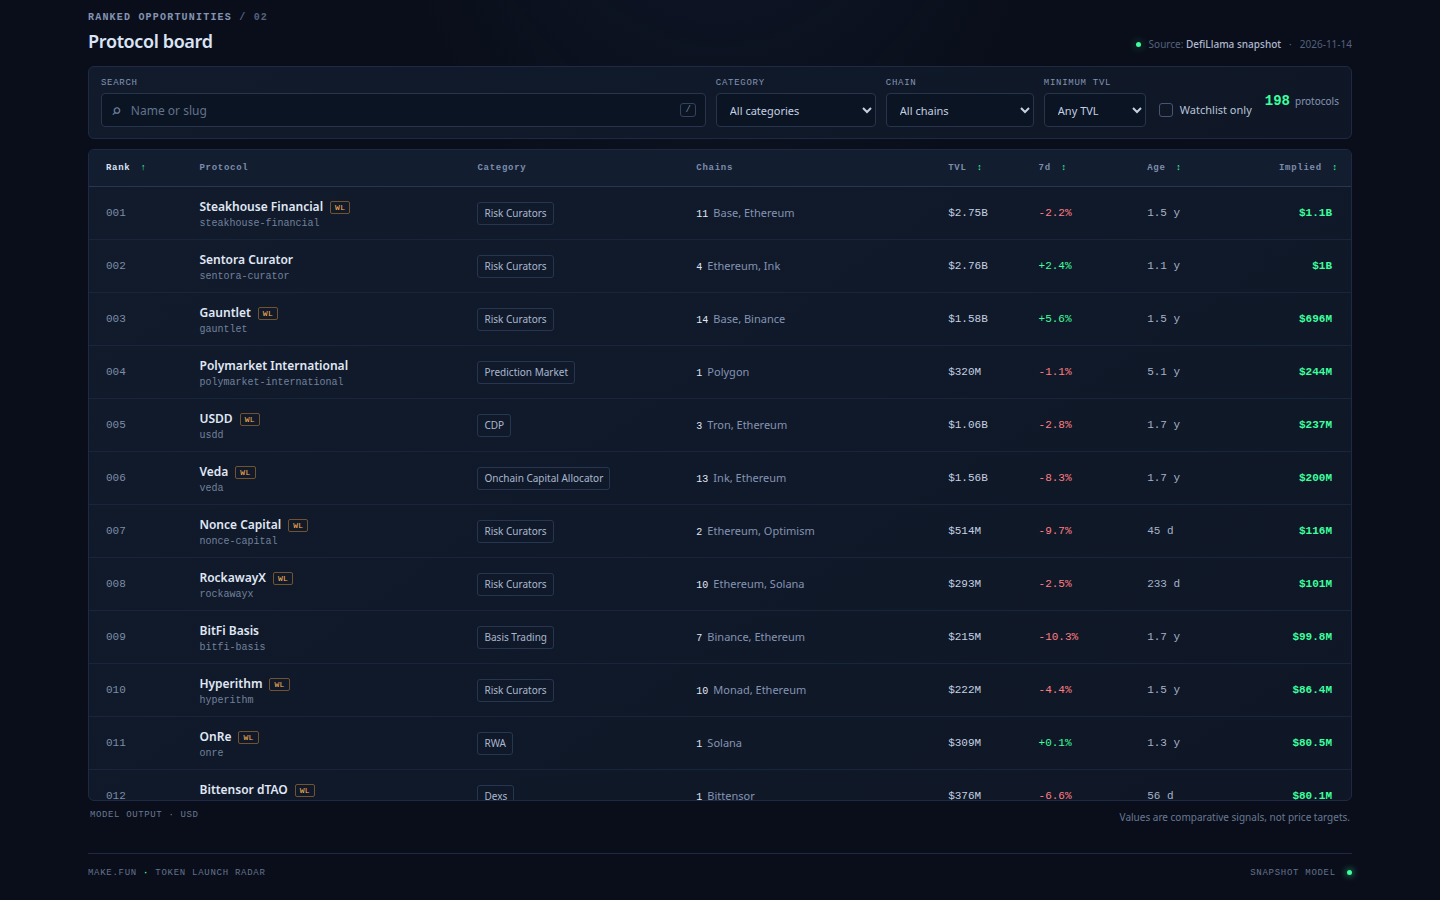 RANKED OPPORTUNITIES / 02
Protocol board
Source: DefiLlama snapshot · 2026-11-14
SEARCH CATEGORY CHAIN MINIMUM TVL
Name or slug / All categories All chains Any TVL Watchlist only 198 protocols
Rank ↑ Protocol Category Chains TVL ↕ 7d ↕ Age ↕ Implied ↕
001 Steakhouse Financial WL Risk Curators 11 Base, Ethereum $2.75B -2.2% 1.5 y $1.1B
steakhouse-financial
002 Sentora Curator Risk Curators 4 Ethereum, Ink $2.76B +2.4% 1.1 y $1B
sentora-curator
003 Gauntlet WL Risk Curators 14 Base, Binance $1.58B +5.6% 1.5 y $696M
gauntlet
004 Polymarket International Prediction Market 1 Polygon $320M -1.1% 5.1 y $244M
polymarket-international
005 USDD WL CDP 3 Tron, Ethereum $1.06B -2.8% 1.7 y $237M
usdd
006 Veda WL Onchain Capital Allocator 13 Ink, Ethereum $1.56B -8.3% 1.7 y $200M
veda
007 Nonce Capital WL Risk Curators 2 Ethereum, Optimism $514M -9.7% 45 d $116M
nonce-capital
008 RockawayX WL Risk Curators 10 Ethereum, Solana $293M -2.5% 233 d $101M
rockawayx
009 BitFi Basis Basis Trading 7 Binance, Ethereum $215M -10.3% 1.7 y $99.8M
bitfi-basis
010 Hyperithm WL Risk Curators 10 Monad, Ethereum $222M -4.4% 1.5 y $86.4M
hyperithm
011 OnRe WL RWA 1 Solana $309M +0.1% 1.3 y $80.5M
onre
012 Bittensor dTAO WL Dexs 1 Bittensor $376M -6.6% 56 d $80.1M
MODEL OUTPUT · USD
Values are comparative signals, not price targets.
MAKE.FUN · TOKEN LAUNCH RADAR
SNAPSHOT MODEL